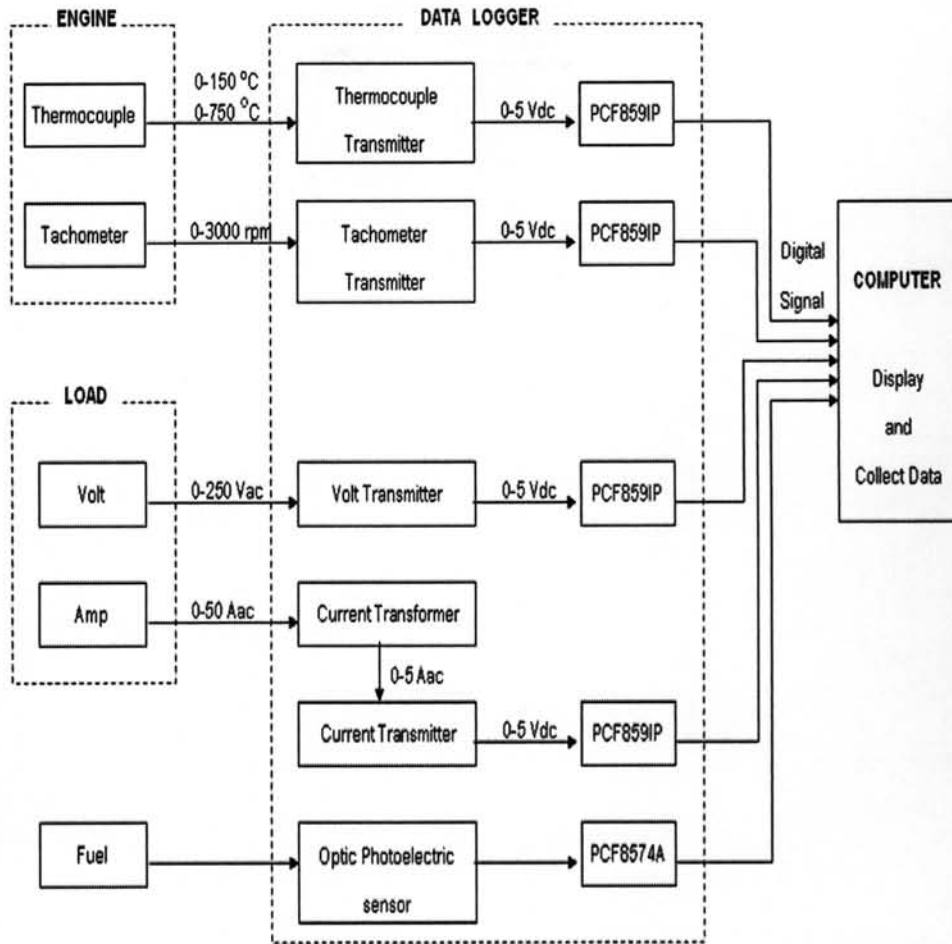 ENGINE
DATA LOGGER
0-150 °C
0-750 °C
Thermocouple
Thermocouple
Transmitter
0-5 Vdc
PCF859IP
Tachometer
0-3000 rpm
Tachometer
Transmitter
0-5 Vdc
PCF859IP
Digital
Signal
COMPUTER
Display
and
Collect Data
LOAD
Volt
0-250 Vac
Volt Transmitter
0-5 Vdc
PCF859IP
Amp
0-50 Aac
Current Transformer
0-5 Aac
Current Transmitter
0-5 Vdc
PCF859IP
Fuel
Optic Photoelectric
sensor
PCF8574A